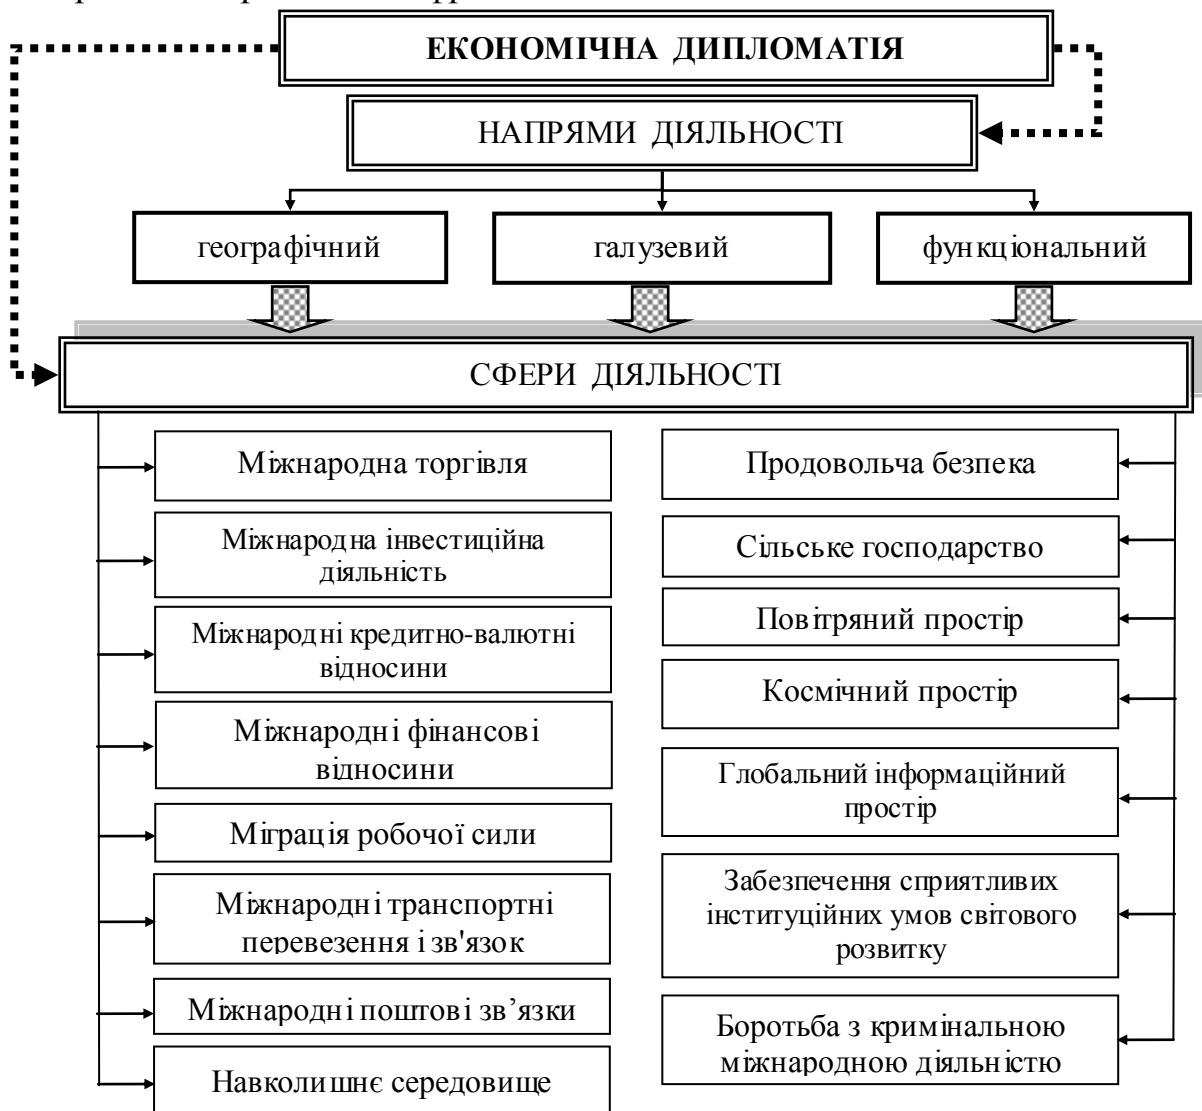 ЕКОНОМІЧНА ДИПЛОМАТІЯ
НАПРЯМИ ДІЯЛЬНОСТІ
географічний
галузевий
функціональний
СФЕРИ ДІЯЛЬНОСТІ
Міжнародна торгівля
Міжнародна інвестиційна
діяльність
Міжнародні кредитно-валютні
відносини
Міжнародні фінансові
відносини
Міграція робочої сили
Міжнародні транспортні
перевезення і зв'язок
Міжнародні поштові зв’язки
Навколишнє середовище
Продовольча безпека
Сільське господарство
Повітряний простір
Космічний простір
Глобальний інформаційний
простір
Забезпечення сприятливих
інституційних умов світового
розвитку
Боротьба з кримінальною
міжнародною діяльністю